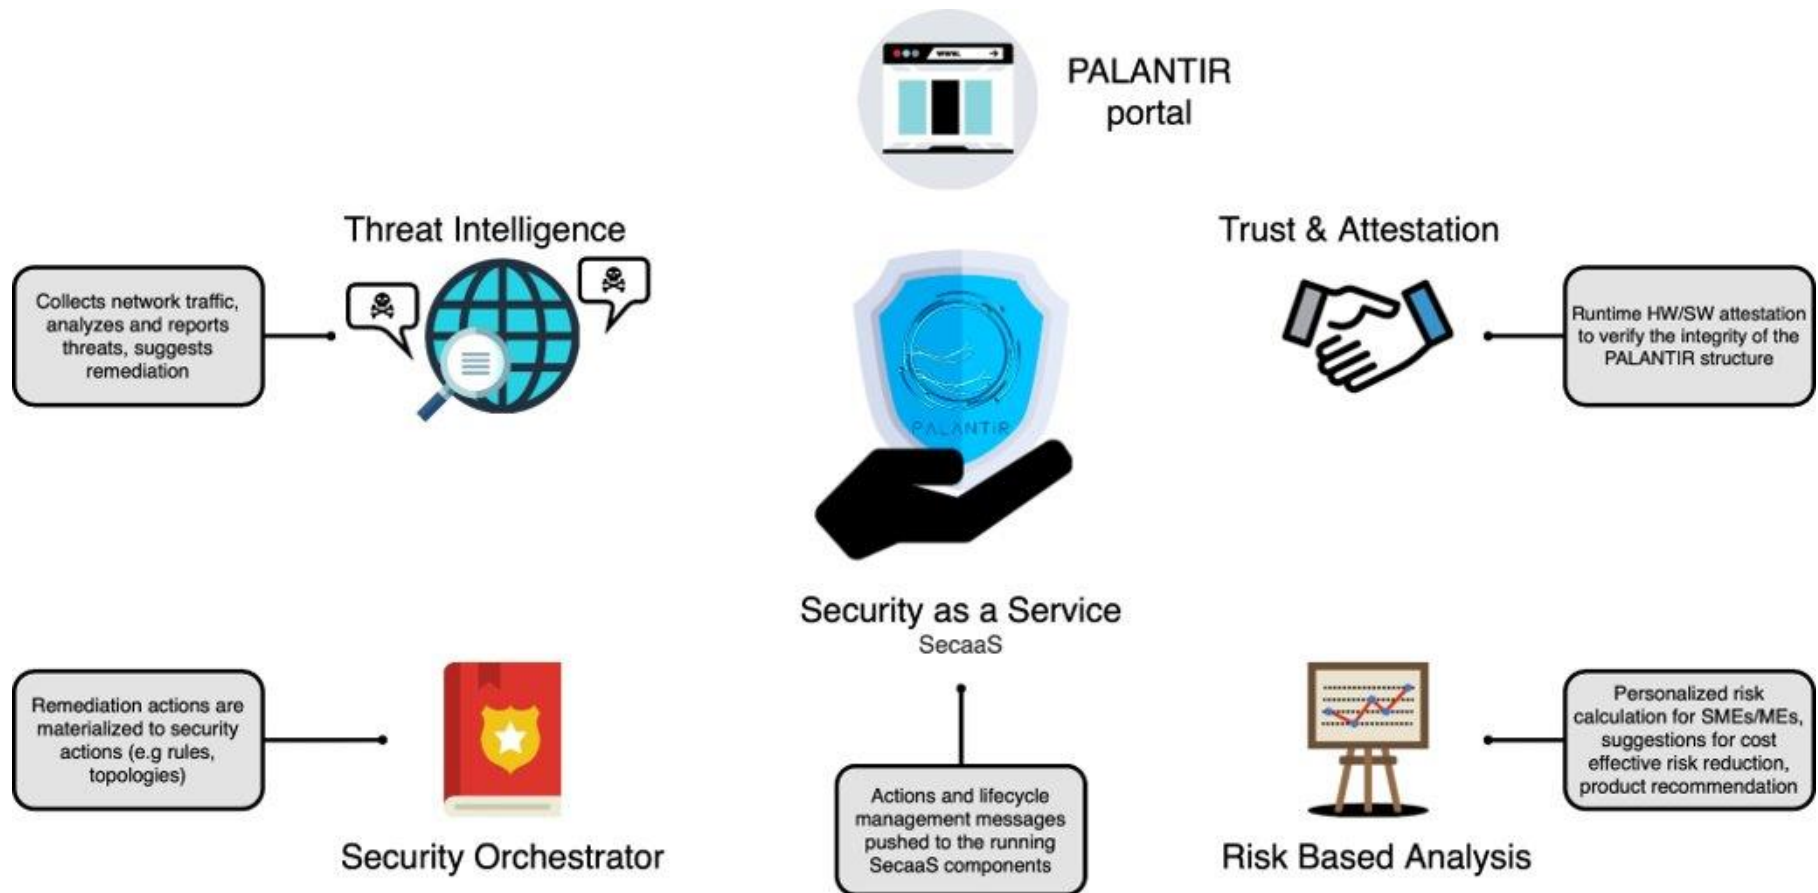 www.
PALANTIR
portal
Threat Intelligence
Trust & Attestation
Collects network traffic,
analyzes and reports
threats, suggests
remediation
Runtime HW/SW attestation
to verify the integrity of the
PALANTIR structure
PALANTIR
Security as a Service
SecaaS
Remediation actions are
materialized to security
actions (e.g rules,
topologies)
Personalized risk
calculation for SMEs/MEs,
suggestions for cost
effective risk reduction,
product recommendation
Actions and lifecycle
management messages
pushed to the running
SecaaS components
Security Orchestrator
Risk Based Analysis